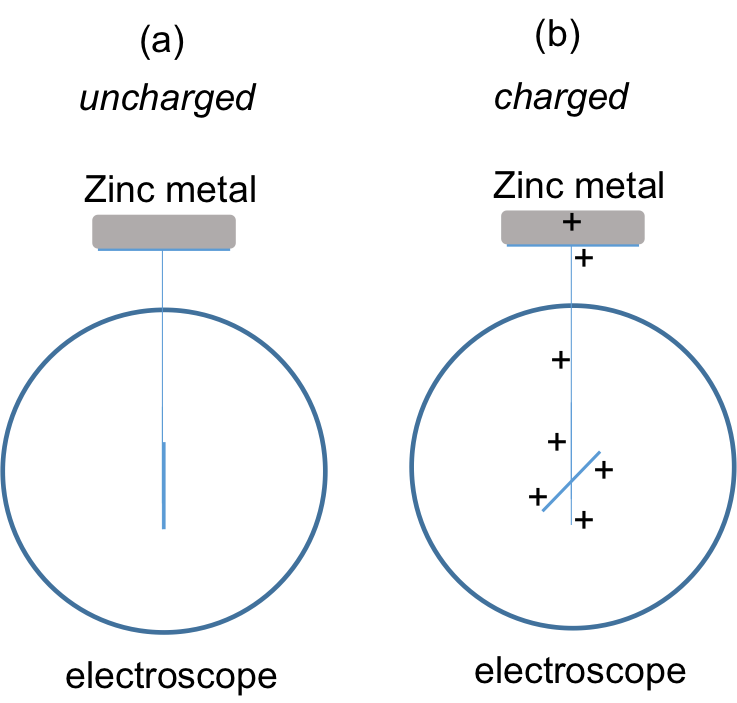 (a)
uncharged
Zinc metal
electroscope
(b)
charged
Zinc metal
+
+
+
+
+
+
+
electroscope